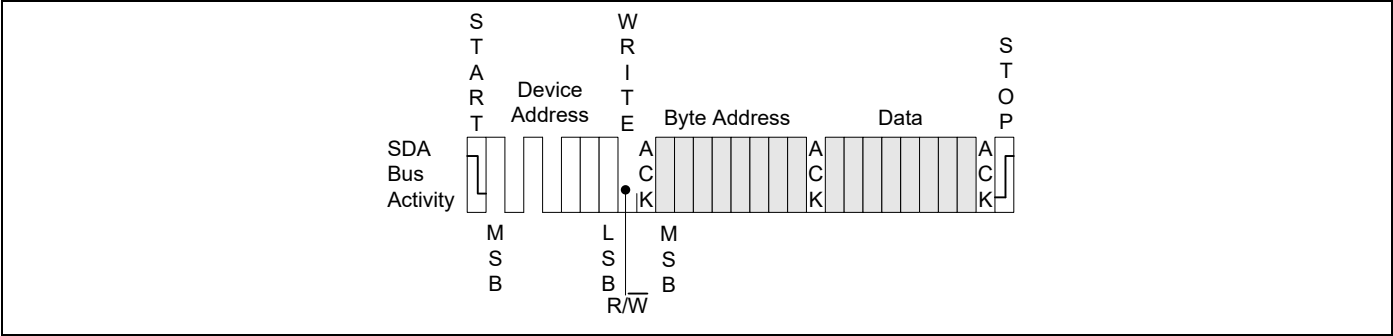 START
WRITE
STOP
Device
Address
Byte Address
Data
SDA
Bus
Activity
ACK
ACK
ACK
MSB
LSB
MSB
R/W̅